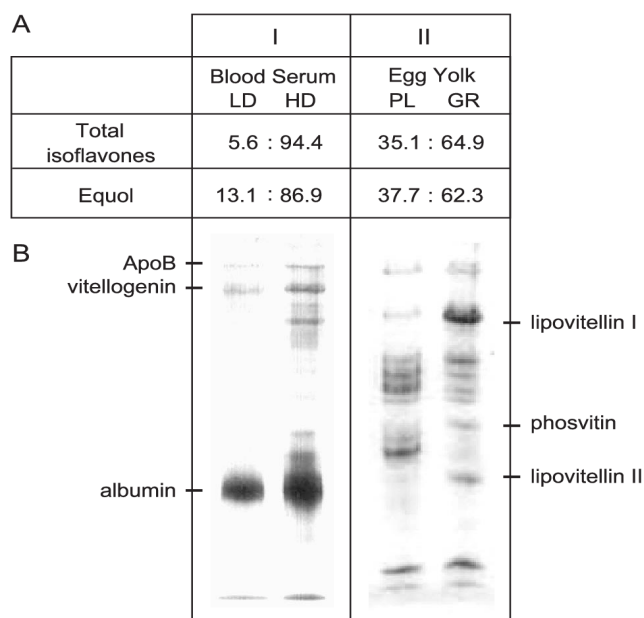 A
I II
Blood Serum Egg Yolk
LD HD PL GR
Total isoflavones 5.6 : 94.4 35.1 : 64.9
Equol 13.1 : 86.9 37.7 : 62.3
B
ApoB
vitellogenin
lipovitellin I
phosvitin
lipovitellin II
albumin